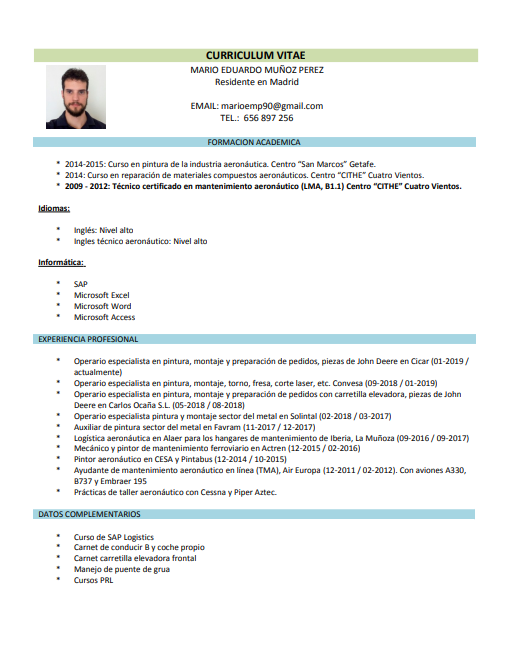 CURRICULUM VITAE
MARIO EDUARDO MUÑOZ PEREZ
Residente en Madrid
EMAIL: marioemp90@gmail.com
TEL.: 656 897 256
FORMACION ACADEMICA
* 2014-2015: Curso en pintura de la industria aeronáutica. Centro “San Marcos” Getafe.
* 2014: Curso en reparación de materiales compuestos aeronáuticos. Centro “CITHE” Cuatro Vientos.
* 2009 - 2012: Técnico certificado en mantenimiento aeronáutico (LMA, B1.1) Centro “CITHE” Cuatro Vientos.
Idiomas:
* Inglés: Nivel alto
* Ingles técnico aeronáutico: Nivel alto
Informática:
* SAP
* Microsoft Excel
* Microsoft Word
* Microsoft Access
EXPERIENCIA PROFESIONAL
* Operario especialista en pintura, montaje y preparación de pedidos, piezas de John Deere en Cicar (01-2019 /
actualmente)
* Operario especialista en pintura, montaje, torno, fresa, corte laser, etc. Convesa (09-2018 / 01-2019)
* Operario especialista en pintura, montaje y preparación de pedidos con carretilla elevadora, piezas de John
Deere en Carlos Ocaña S.L. (05-2018 / 08-2018)
* Operario especialista pintura y montaje sector del metal en Solintal (02-2018 / 03-2017)
* Auxiliar de pintura sector del metal en Favram (11-2017 / 12-2017)
* Logística aeronáutica en Alaer para los hangares de mantenimiento de Iberia, La Muñoza (09-2016 / 09-2017)
* Mecánico y pintor de mantenimiento ferroviario en Actren (12-2015 / 02-2016)
* Pintor aeronáutico en CESA y Pintabus (12-2014 / 10-2015)
* Ayudante de mantenimiento aeronáutico en línea (TMA), Air Europa (12-2011 / 02-2012). Con aviones A330,
B737 y Embraer 195
* Prácticas de taller aeronáutico con Cessna y Piper Aztec.
DATOS COMPLEMENTARIOS
* Curso de SAP Logistics
* Carnet de conducir B y coche propio
* Carnet carretilla elevadora frontal
* Manejo de puente de grua
* Cursos PRL